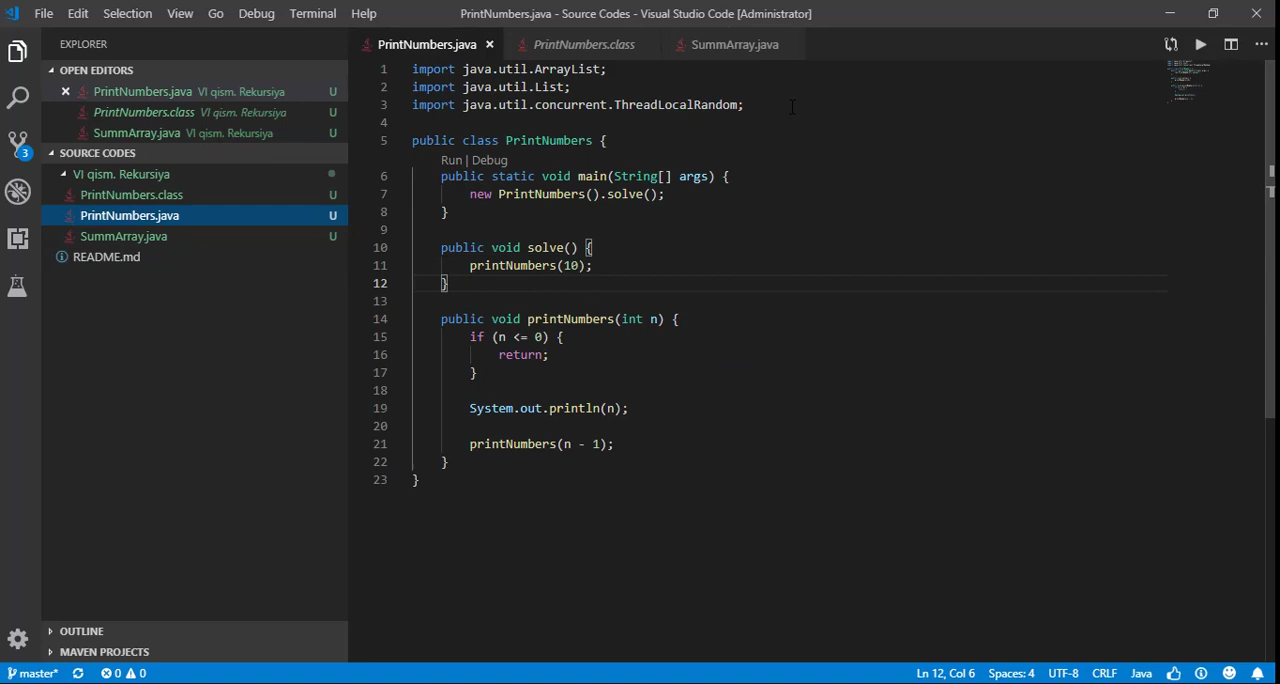 File Edit Selection View Go Debug Terminal Help PrintNumbers.java - Source Codes - Visual Studio Code [Administrator]
EXPLORER
OPEN EDITORS
PrintNumbers.java VI qism. Rekursiya U
PrintNumbers.class VI qism. Rekursiya U
SummArray.java VI qism. Rekursiya U
SOURCE CODES
VI qism. Rekursiya
PrintNumbers.class U
PrintNumbers.java U
SummArray.java U
README.md
OUTLINE
MAVEN PROJECTS
3
PrintNumbers.java PrintNumbers.class SummArray.java
1 import java.util.ArrayList;
2 import java.util.List;
3 import java.util.concurrent.ThreadLocalRandom;
4
5 public class PrintNumbers {
Run | Debug
6 public static void main(String[] args) {
7 new PrintNumbers().solve();
8 }
9
10 public void solve() {
11 printNumbers(10);
12 }
13
14 public void printNumbers(int n) {
15 if (n <= 0) {
16 return;
17 }
18
19 System.out.println(n);
20
21 printNumbers(n - 1);
22 }
23 }
master* 0 0 Ln 12, Col 6 Spaces: 4 UTF-8 CRLF Java